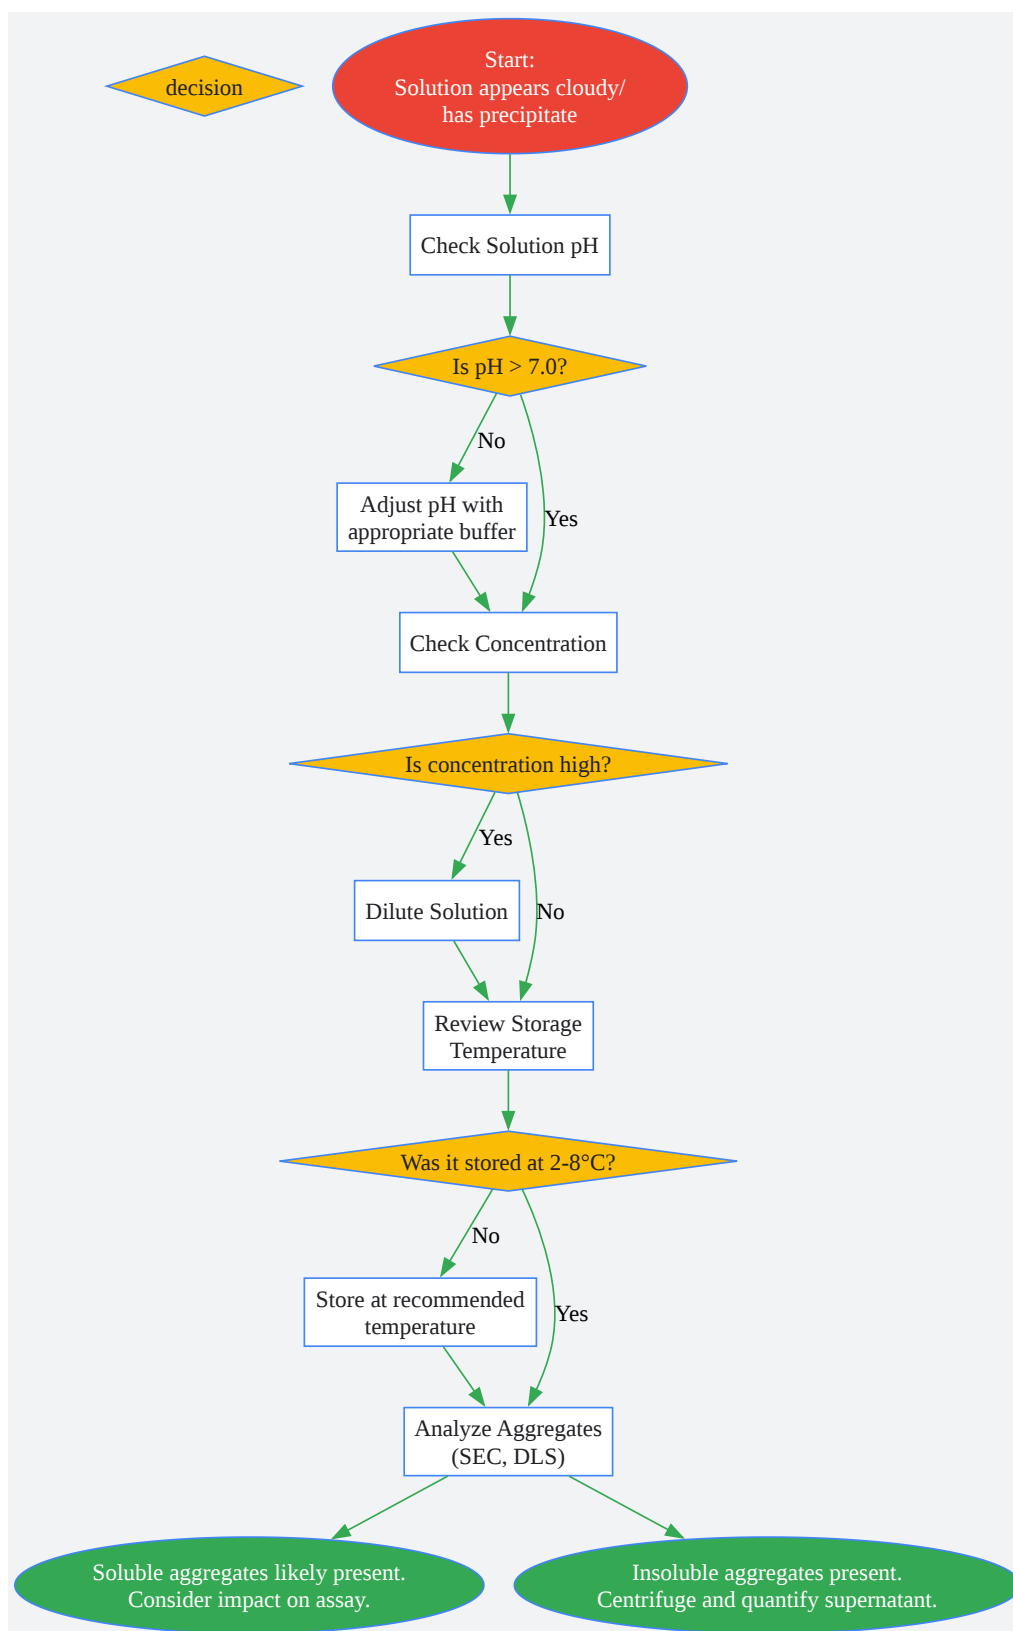 decision
Start:
Solution appears cloudy/
has precipitate
Check Solution pH
Is pH > 7.0?
No
Adjust pH with
appropriate buffer
Yes
Check Concentration
Is concentration high?
Yes
Dilute Solution
No
Review Storage
Temperature
Was it stored at 2-8°C?
No
Store at recommended
temperature
Yes
Analyze Aggregates
(SEC, DLS)
Soluble aggregates likely present.
Consider impact on assay.
Insoluble aggregates present.
Centrifuge and quantify supernatant.